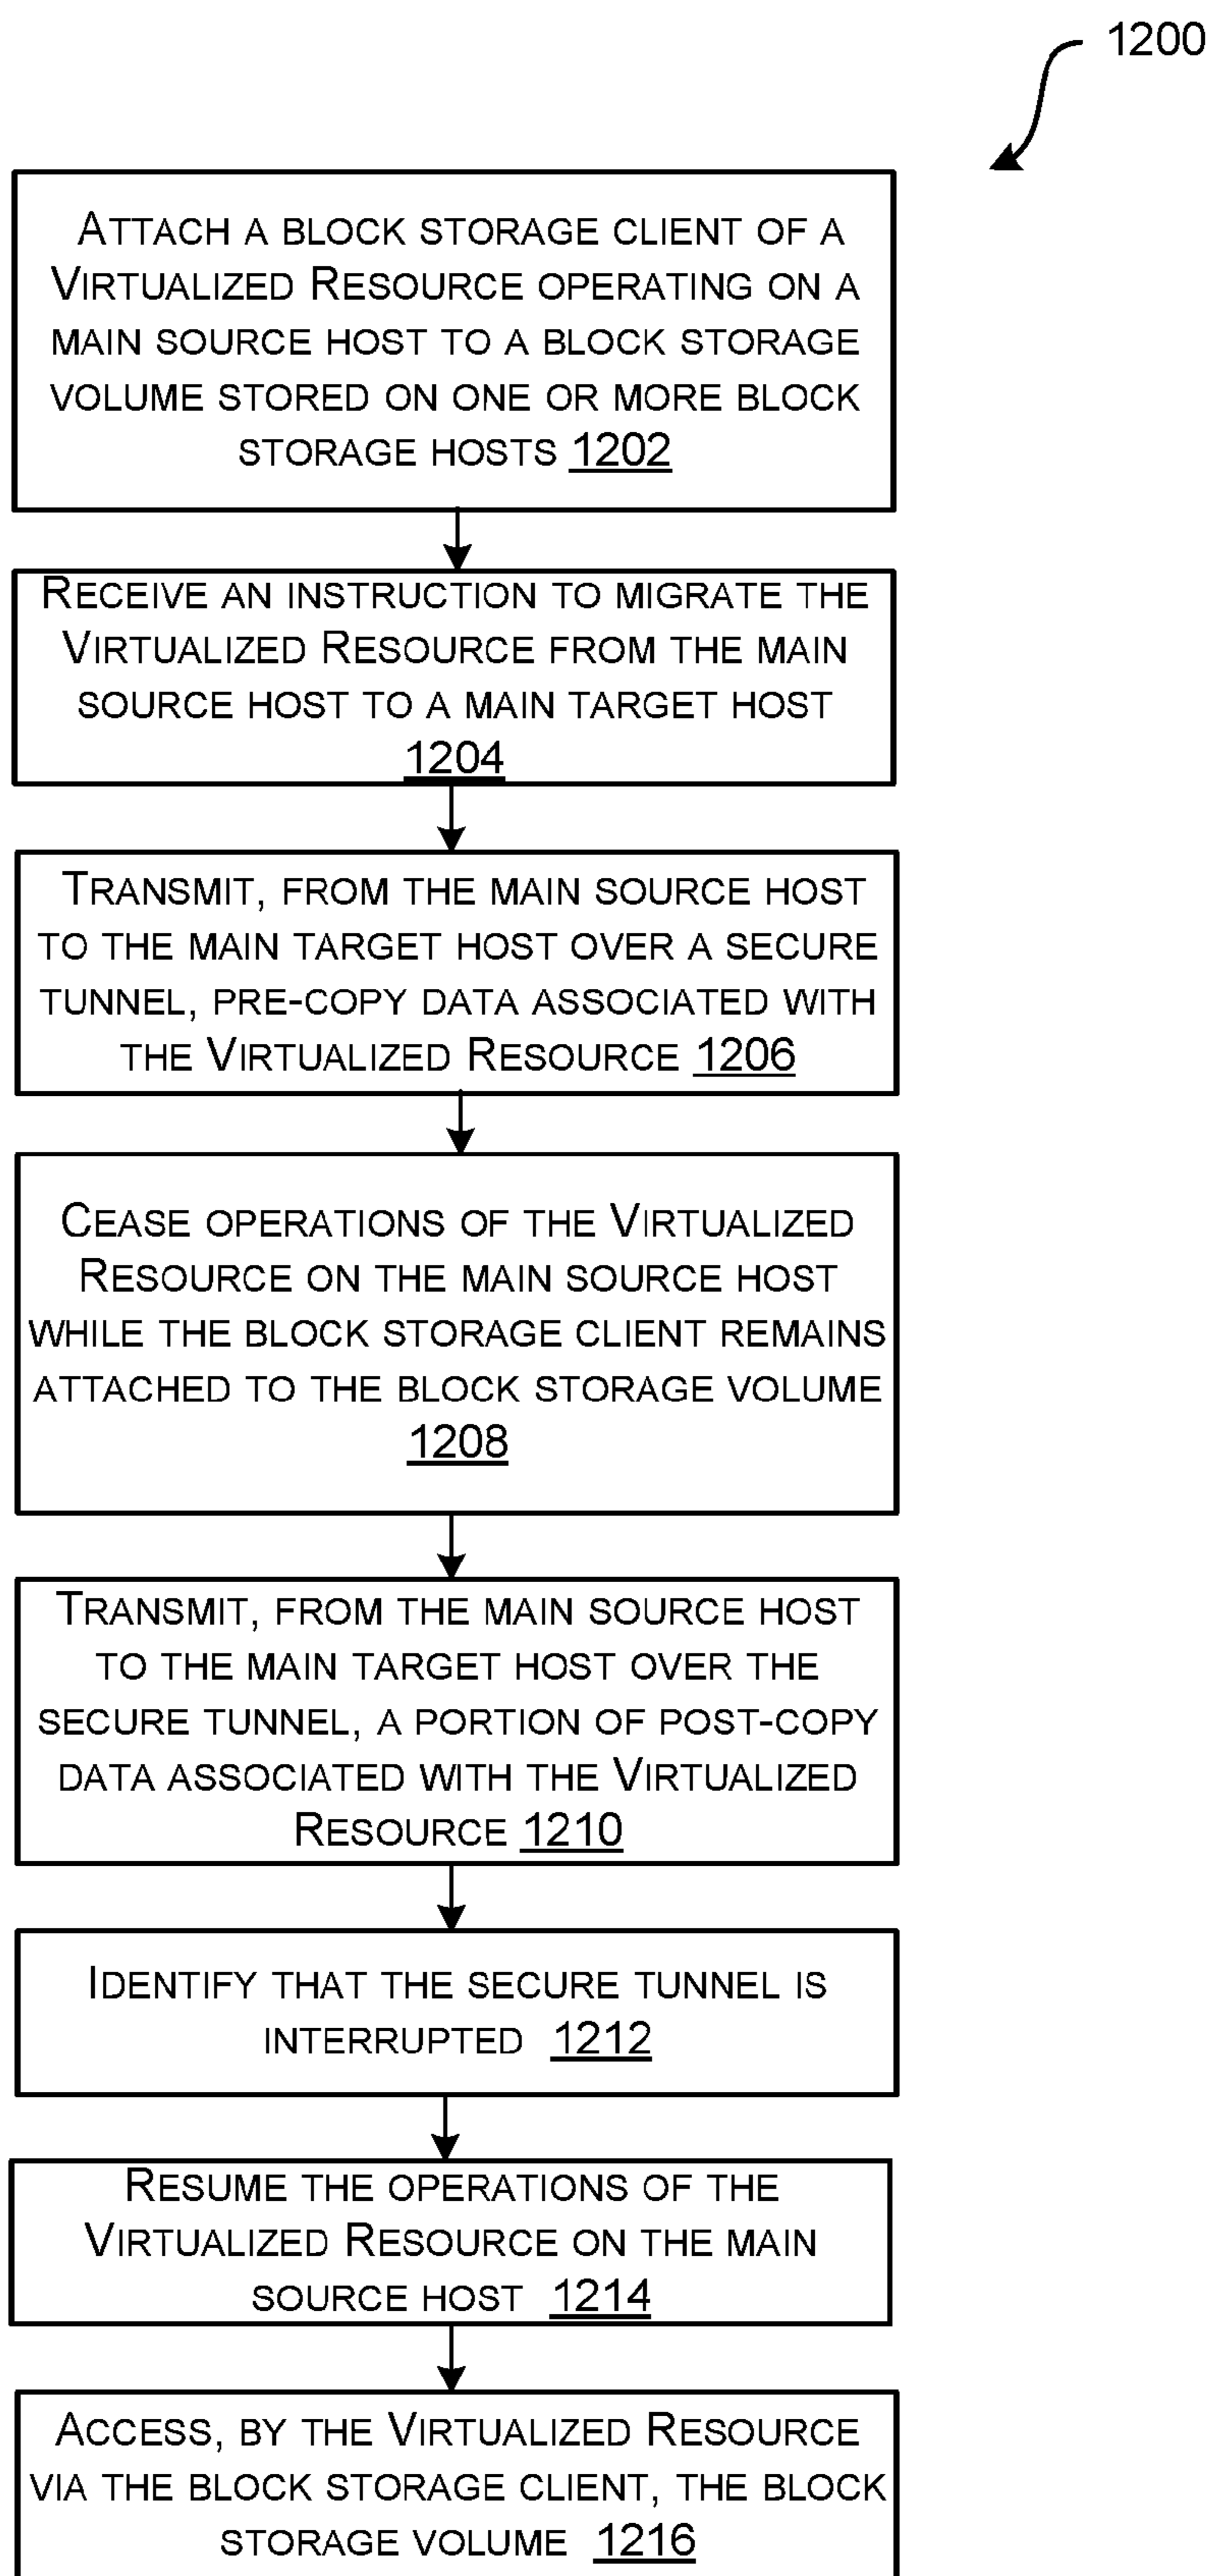 1200
ATTACH A BLOCK STORAGE CLIENT OF A
VIRTUALIZED RESOURCE OPERATING ON A
MAIN SOURCE HOST TO A BLOCK STORAGE
VOLUME STORED ON ONE OR MORE BLOCK
STORAGE HOSTS 1202
RECEIVE AN INSTRUCTION TO MIGRATE THE
VIRTUALIZED RESOURCE FROM THE MAIN
SOURCE HOST TO A MAIN TARGET HOST
1204
TRANSMIT, FROM THE MAIN SOURCE HOST
TO THE MAIN TARGET HOST OVER A SECURE
TUNNEL, PRE-COPY DATA ASSOCIATED WITH
THE VIRTUALIZED RESOURCE 1206
CEASE OPERATIONS OF THE VIRTUALIZED
RESOURCE ON THE MAIN SOURCE HOST
WHILE THE BLOCK STORAGE CLIENT REMAINS
ATTACHED TO THE BLOCK STORAGE VOLUME
1208
TRANSMIT, FROM THE MAIN SOURCE HOST
TO THE MAIN TARGET HOST OVER THE
SECURE TUNNEL, A PORTION OF POST-COPY
DATA ASSOCIATED WITH THE VIRTUALIZED
RESOURCE 1210
IDENTIFY THAT THE SECURE TUNNEL IS
INTERRUPTED 1212
RESUME THE OPERATIONS OF THE
VIRTUALIZED RESOURCE ON THE MAIN
SOURCE HOST 1214
ACCESS, BY THE VIRTUALIZED RESOURCE
VIA THE BLOCK STORAGE CLIENT, THE BLOCK
STORAGE VOLUME 1216